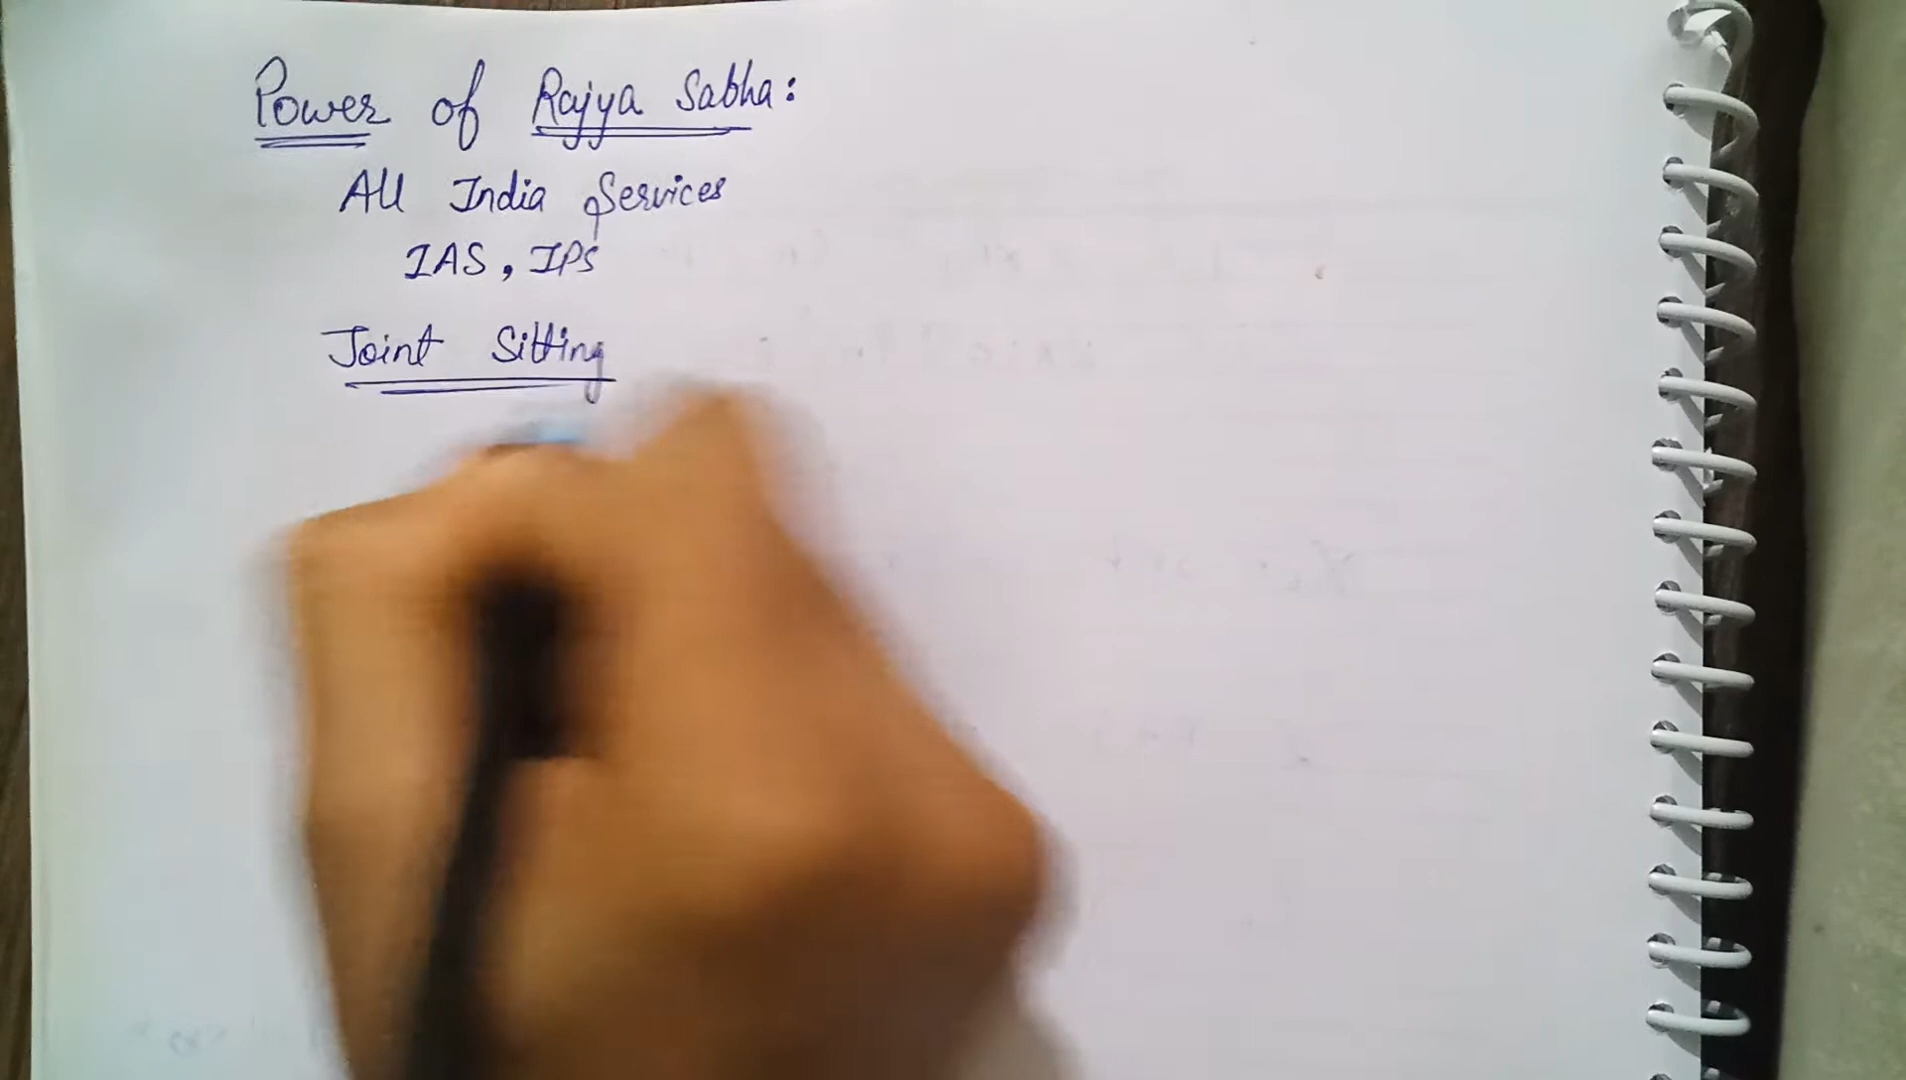 Power of Rajya Sabha:
All India Services
IAS, IPS
Joint Sitting